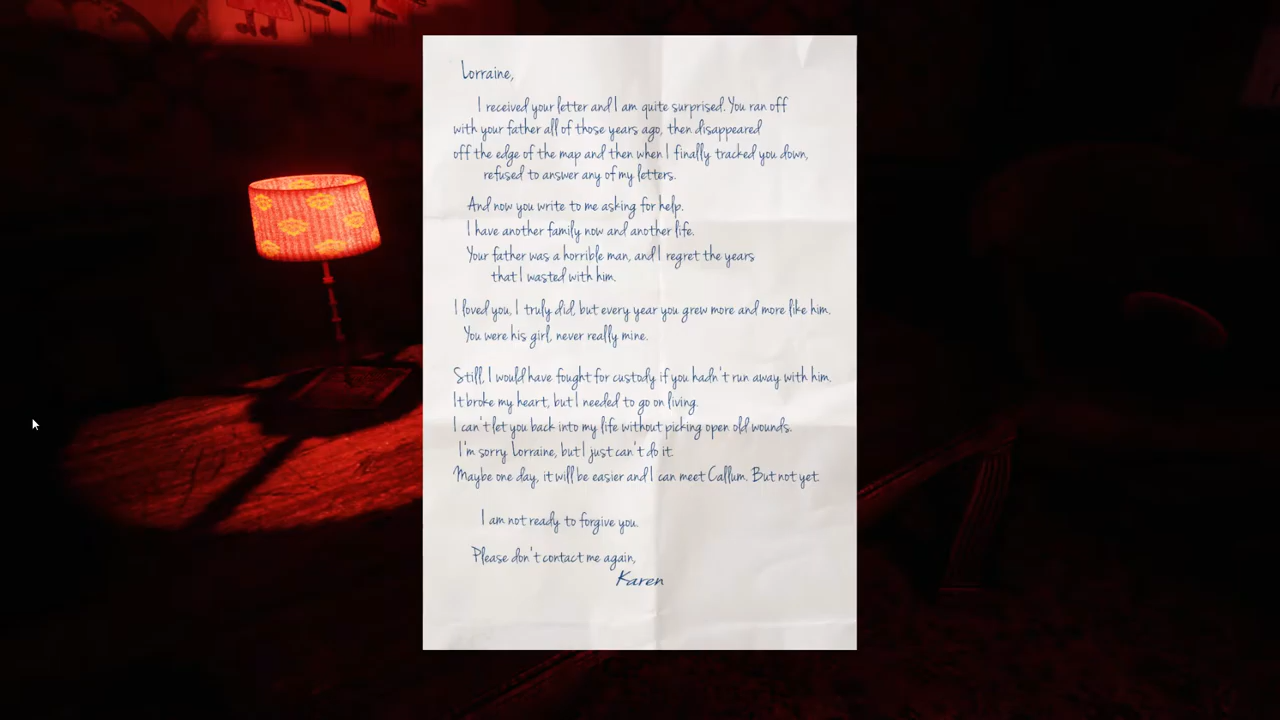 Lorraine,
I received your letter and I am quite surprised. You ran off
with your father all of those years ago, then disappeared
off the edge of the map and then when I finally tracked you down,
refused to answer any of my letters.
And now you write to me asking for help.
I have another family now and another life.
Your father was a horrible man, and I regret the years
that I wasted with him.
I loved you, I truly did, but every year you grew more and more like him.
You were his girl, never really mine.
Still, I would have fought for custody if you hadn't run away with him.
It broke my heart, but I needed to go on living.
I can't let you back into my life without picking open old wounds.
I'm sorry Lorraine, but I just can't do it.
Maybe one day, it will be easier and I can meet Callum. But not yet.
I am not ready to forgive you.
Please don't contact me again,
Karen